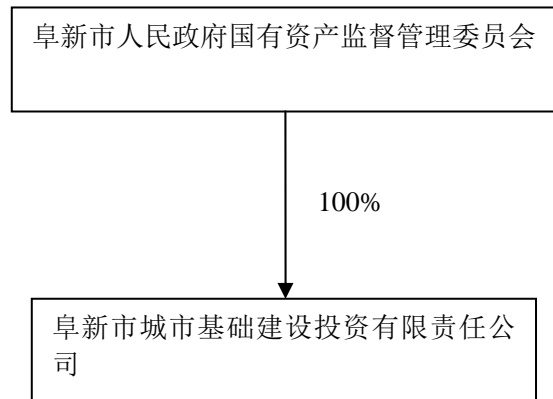 阜新市人民政府国有资产监督管理委员会
100%
阜新市城市基础建设投资有限责任公
司